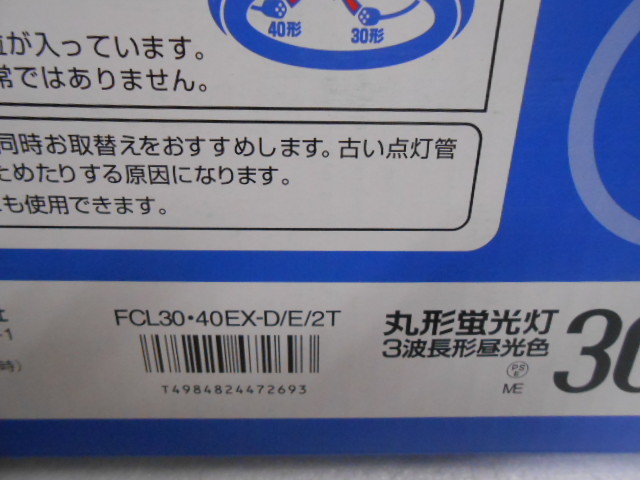 40形 30形
が入っています。
常ではありません。
同時お取替えをおすすめします。古い点灯管
ためたりする原因になります。
も使用できます。
FCL30・40EX-D/E/2T
T4984824472693
丸形蛍光灯 30
3波長形昼光色
PS
E
ME
-1
時)